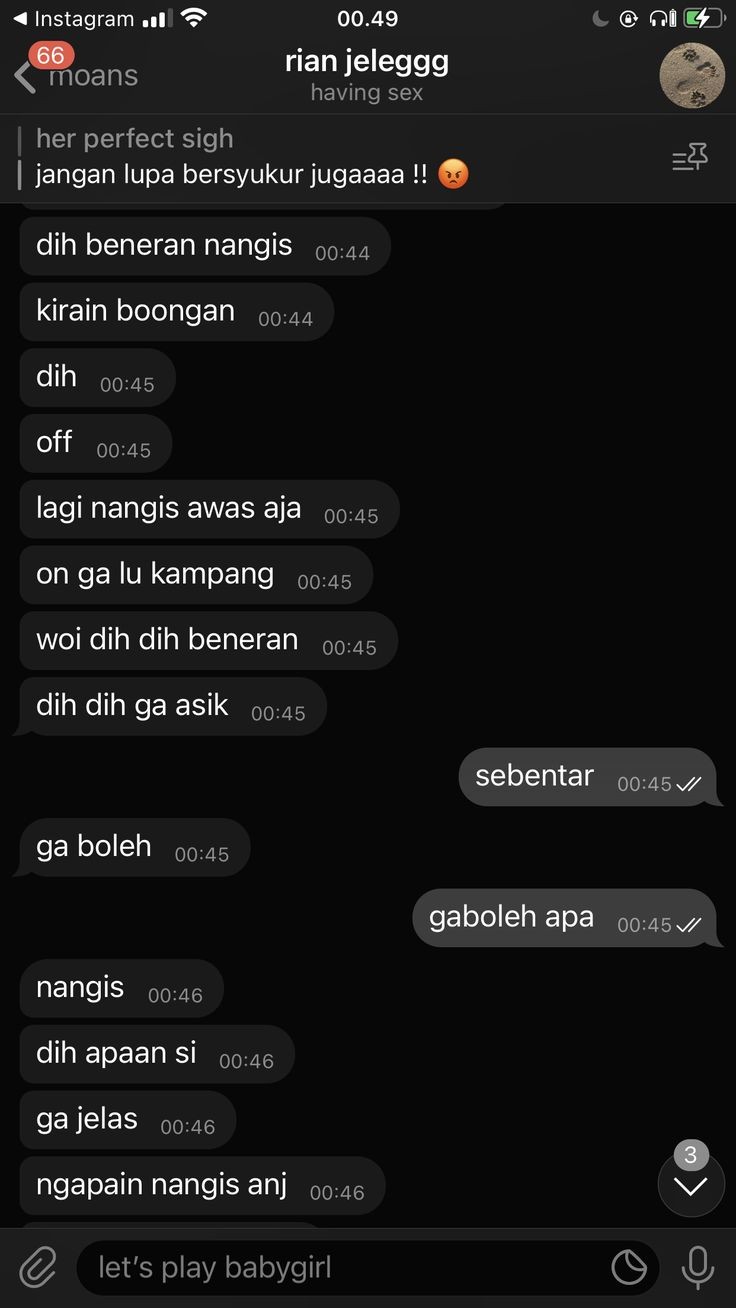 Instagram
00.49
66
moans
rian jeleggg
having sex
her perfect sigh
jangan lupa bersyukur jugaaaa !! 😡
dih beneran nangis 00:44
kirain boongan 00:44
dih 00:45
off 00:45
lagi nangis awas aja 00:45
on ga lu kampang 00:45
woi dih dih beneran 00:45
dih dih ga asik 00:45
sebentar 00:45
ga boleh 00:45
gaboleh apa 00:45
nangis 00:46
dih apaan si 00:46
ga jelas 00:46
ngapain nangis anj 00:46
3
let’s play babygirl